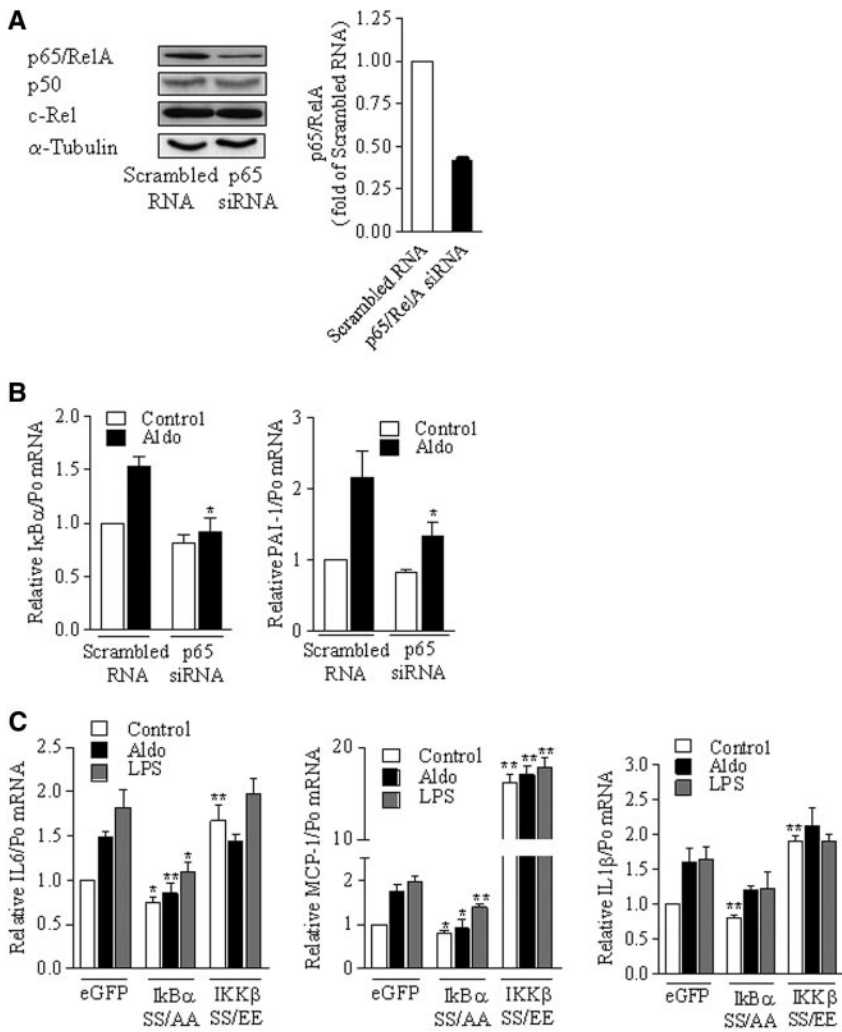 A
p65/RelA
p50
c-Rel
α-Tubulin
Scrambled RNA
p65 siRNA
p65/RelA
(fold of Scrambled RNA)
1.25
1.00
0.75
0.50
0.25
0.00
Scrambled RNA
p65/RelA siRNA
B
Relative IκBα/Po mRNA
2.0
1.5
1.0
0.5
0.0
Control
Aldo
*
Scrambled RNA
p65 siRNA
Relative PAI-1/Po mRNA
3
2
1
0
Control
Aldo
*
Scrambled RNA
p65 siRNA
C
Relative IL6/Po mRNA
2.5
2.0
1.5
1.0
0.5
0.0
Control
Aldo
LPS
* ** *
**
eGFP
IkBα SS/AA
IKKβ SS/EE
Relative MCP-1/Po mRNA
20
10
2
1
0
Control
Aldo
LPS
* * **
** ** **
eGFP
IkBα SS/AA
IKKβ SS/EE
Relative IL1β/Po mRNA
3.0
2.5
2.0
1.5
1.0
0.5
0.0
Control
Aldo
LPS
**
**
eGFP
IkBα SS/AA
IKKβ SS/EE